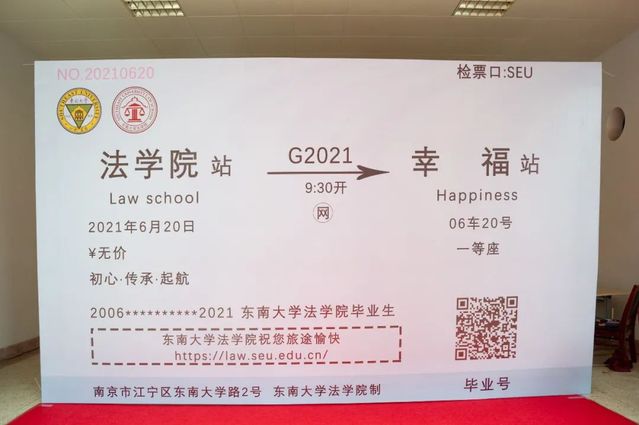 NO.20210620
检票口:SEU
法学院 站
G2021
幸 福 站
Law school
9:30开
Happiness
网
2021年6月20日
06车20号
¥无价
一等座
初心·传承·起航
2006**********2021 东南大学法学院毕业生
东南大学法学院祝您旅途愉快
https://law.seu.edu.cn/
南京市江宁区东南大学路2号 东南大学法学院制
毕业号